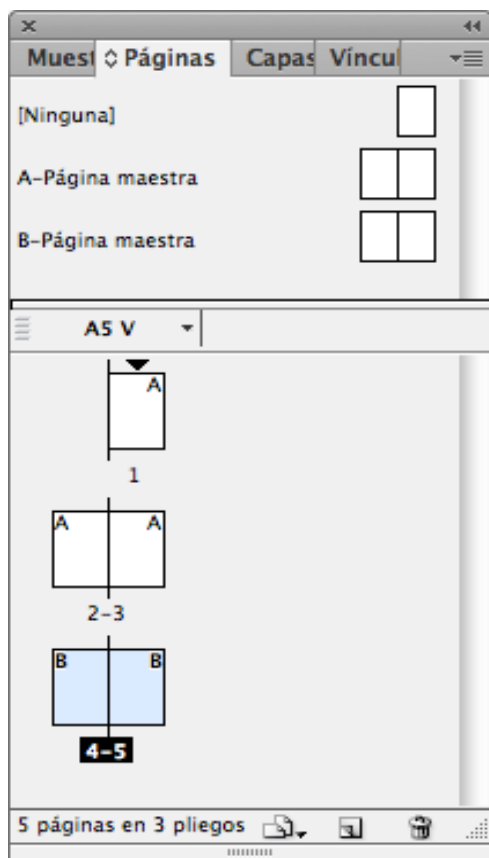 Muest Páginas Capas Víncul
[Ninguna]
A-Página maestra
B-Página maestra
A5 V
A
1
A A
2-3
B B
4-5
5 páginas en 3 pliegos